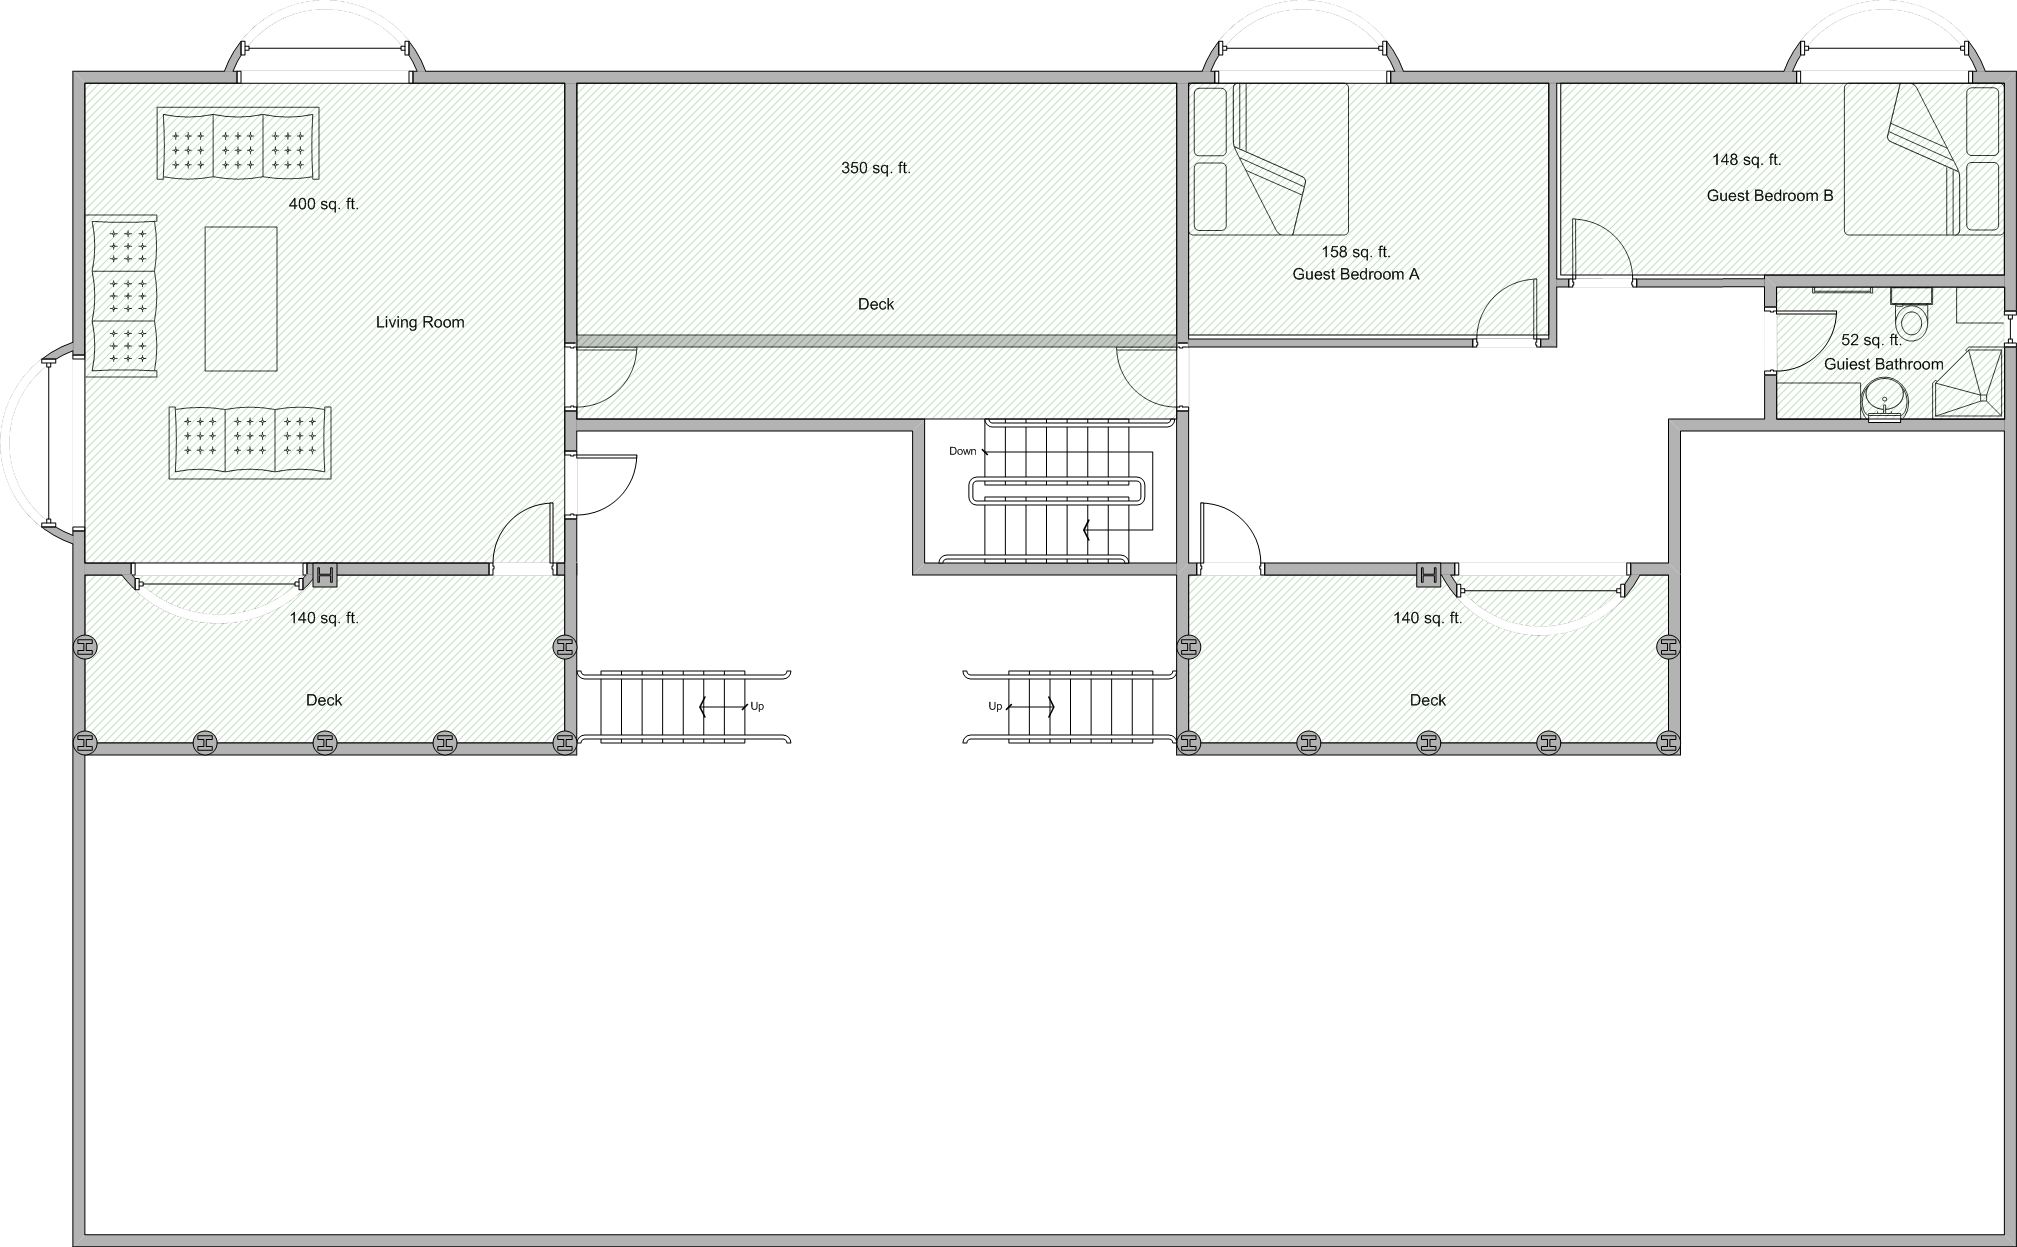 350 sq. ft.
148 sq. ft.
Guest Bedroom B
400 sq. ft.
158 sq. ft.
Guest Bedroom A
Deck
Living Room
52 sq. ft.
Guiest Bathroom
Down
140 sq. ft.
140 sq. ft.
Deck
Up
Up
Deck